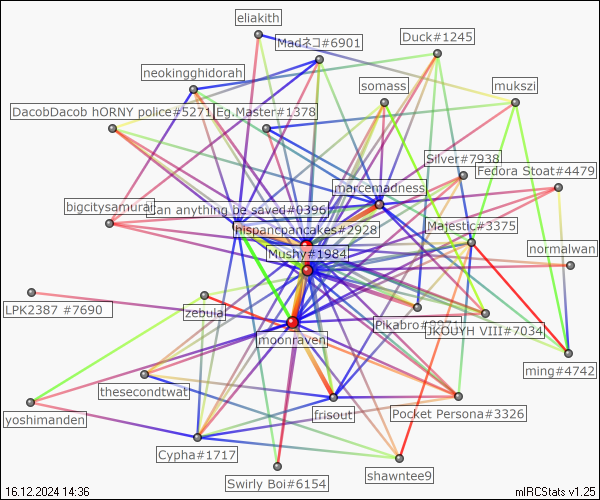 eliakith
Madネコ#6901
Duck#1245
neokingghidorah
somass
mukszi
DacobDacob hORNY police#5271
Eg.Master#1378
Silver#7938
Fedora Stoat#4479
marcemadness
bigcitysamurai
an anything be saved#0396
Majestic#3375
hispancpancakes#2928
Mushy#1984
normalwan
LPK2387 #7690
zebula
Pikabro#
JKOUYH VIII#7034
moonraven
ming#4742
thesecondtwat
yoshimanden
frisout
Pocket Persona#3326
Cypha#1717
Swirly Boi#6154
shawntee9
16.12.2024 14:36
mIRCStats v1.25